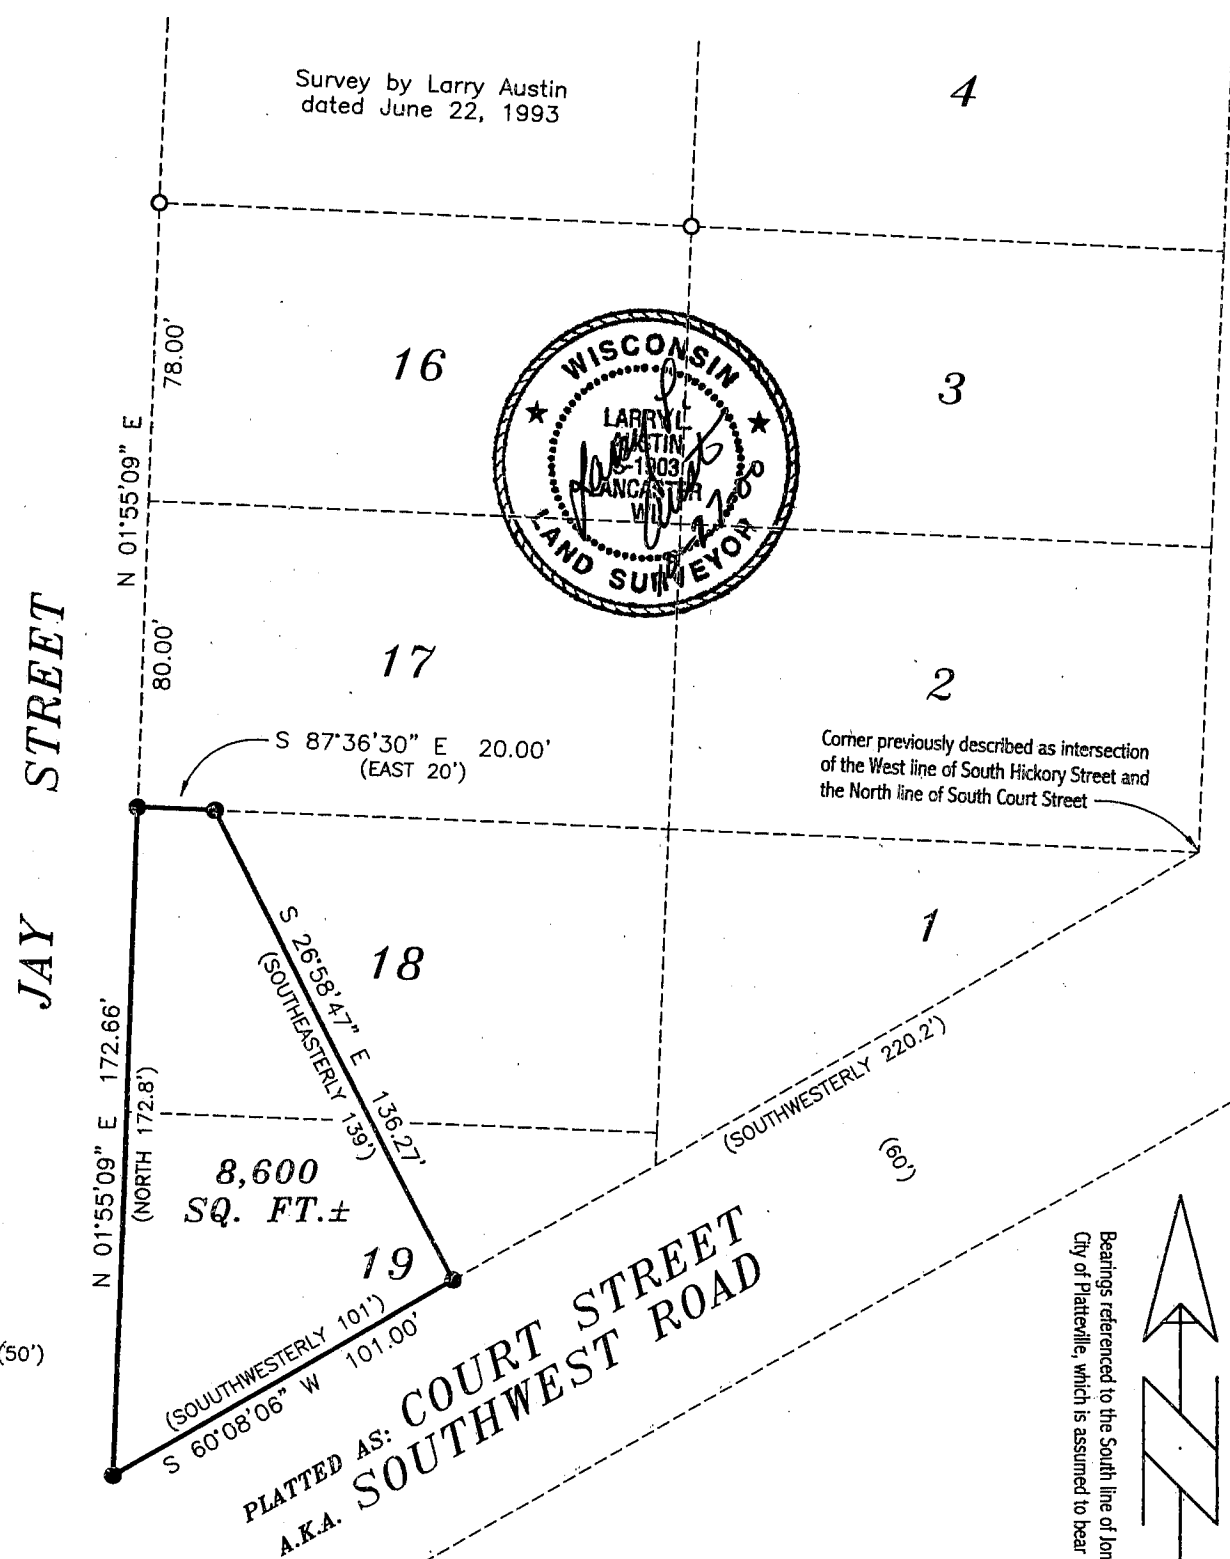 Survey by Larry Austin
dated June 22, 1993
4
16
3
78.00'
N 01°55'09" E
WISCONSIN
LARRY L.
AUSTIN
S-1903
LANCASTER
WI
LAND SURVEYOR
80.00'
17
2
JAY STREET
S 87°36'30" E 20.00'
(EAST 20')
Corner previously described as intersection
of the West line of South Hickory Street and
the North line of South Court Street
18
1
S 26°58'47" E 136.27'
(SOUTHEASTERLY 139')
N 01°55'09" E 172.66'
(NORTH 172.8')
8,600
SQ. FT.±
19
(SOUTHWESTERLY 220.2')
(60')
(SOUUTHWESTERLY 101')
S 60°08'06" W 101.00'
(50')
PLATTED AS: COURT STREET
A.K.A. SOUTHWEST ROAD
Bearings referenced to the South line of
City of Platteville, which is assumed to bear